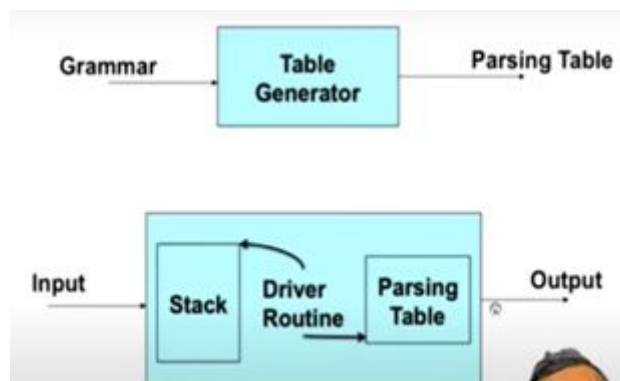 Grammar
Table
Generator
Parsing Table
Input
Stack
Driver
Routine
Parsing
Table
Output